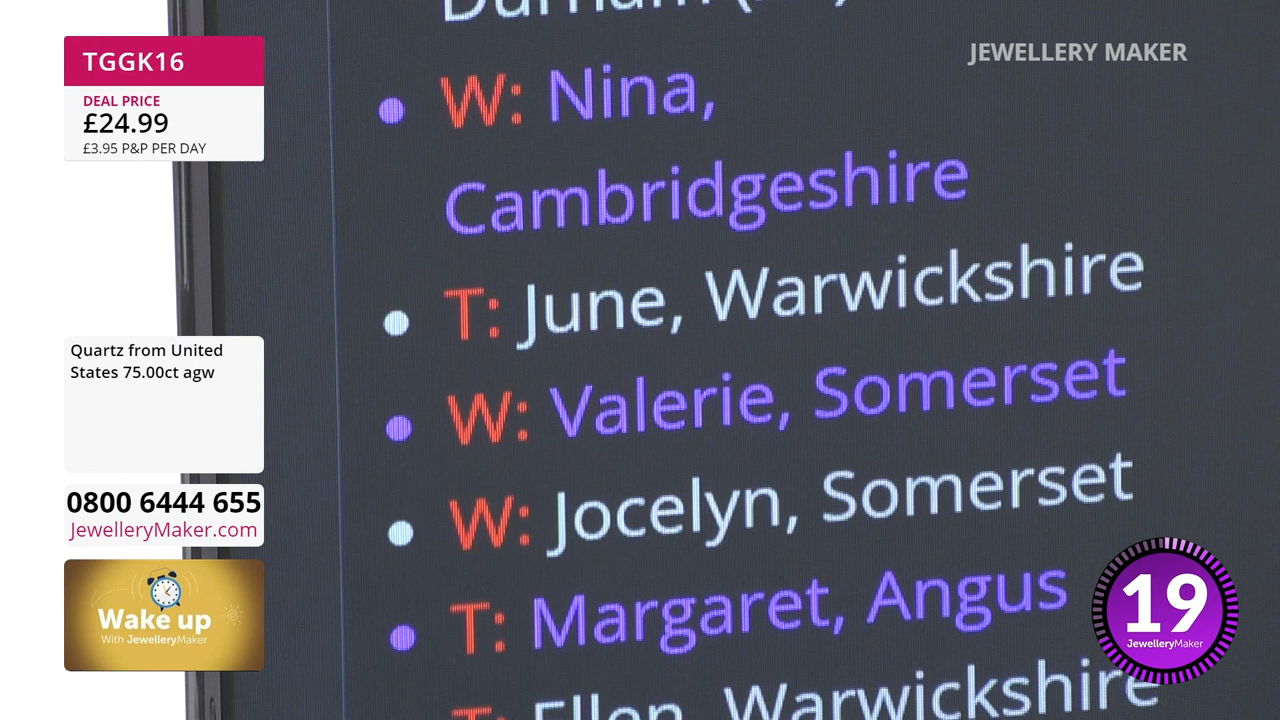 TGGK16
DEAL PRICE
£24.99
£3.95 P&P PER DAY
Quartz from United
States 75.00ct agw
0800 6444 655
JewelleryMaker.com
Wake up
With JewelleryMaker
JEWELLERY MAKER
W: Nina,
Cambridgeshire
T: June, Warwickshire
W: Valerie, Somerset
W: Jocelyn, Somerset
T: Margaret, Angus
T: Ellen, Warwickshire
19
JewelleryMaker